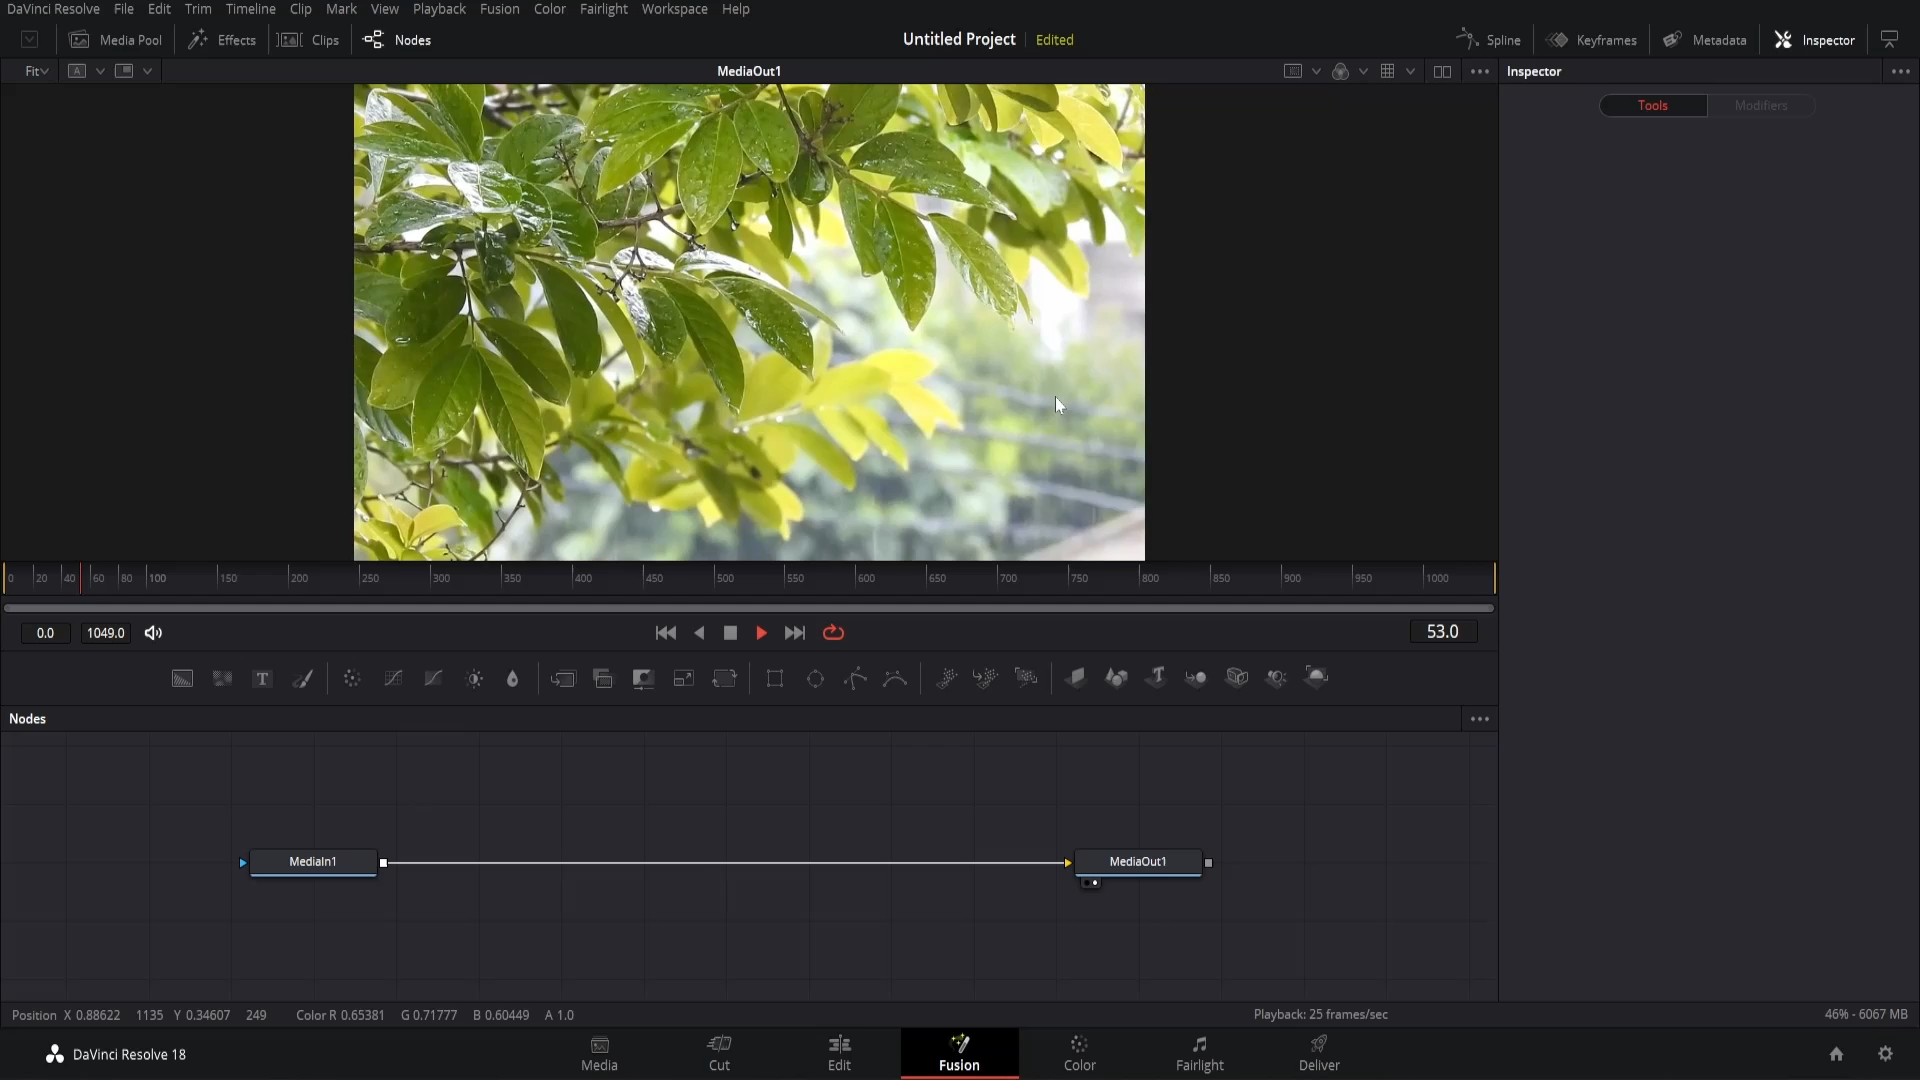 DaVinci Resolve File Edit Trim Timeline Clip Mark View Playback Fusion Color Fairlight Workspace Help
Media Pool Effects Clips Nodes Untitled Project Edited Spline Keyframes Metadata Inspector
Fit A MediaOut1 Inspector
Tools Modifiers
0 20 40 60 80 100 150 200 250 300 350 400 450 500 550 600 650 700 750 800 850 900 950 1000
0.0 1049.0 53.0
T T
Nodes
MediaIn1 MediaOut1
Position X 0.88622 1135 Y 0.34607 249 Color R 0.65381 G 0.71777 B 0.60449 A 1.0 Playback: 25 frames/sec 46% - 6067 MB
DaVinci Resolve 18 Media Cut Edit Fusion Color Fairlight Deliver